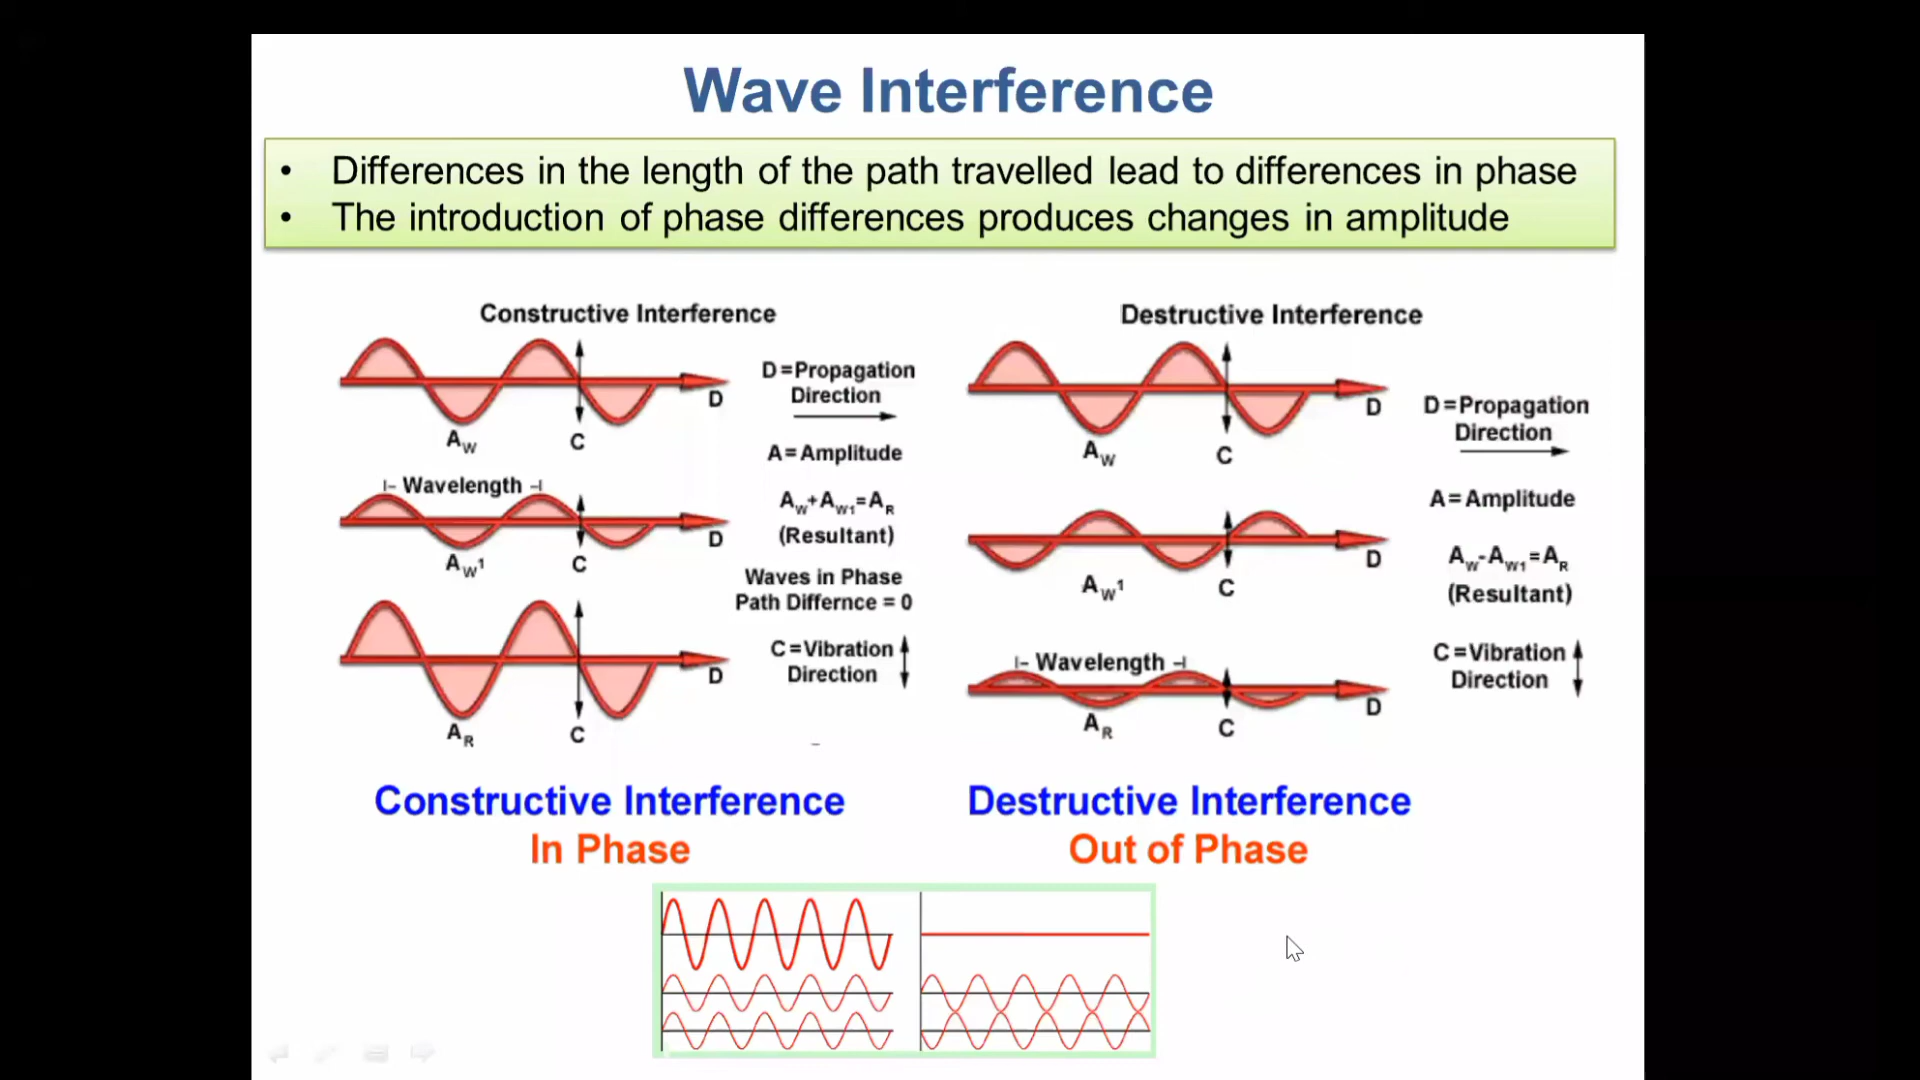 Wave Interference
• Differences in the length of the path travelled lead to differences in phase
• The introduction of phase differences produces changes in amplitude
Constructive Interference
D
AW
C
D=Propagation
Direction
A=Amplitude
Wavelength
D
AW1
C
AW+AW1=AR
(Resultant)
Waves in Phase
Path Differnce = 0
D
AR
C
C=Vibration
Direction
Destructive Interference
D
AW
C
D=Propagation
Direction
A=Amplitude
D
AW1
C
AW-AW1=AR
(Resultant)
Wavelength
D
AR
C
C=Vibration
Direction
Constructive Interference
In Phase
Destructive Interference
Out of Phase